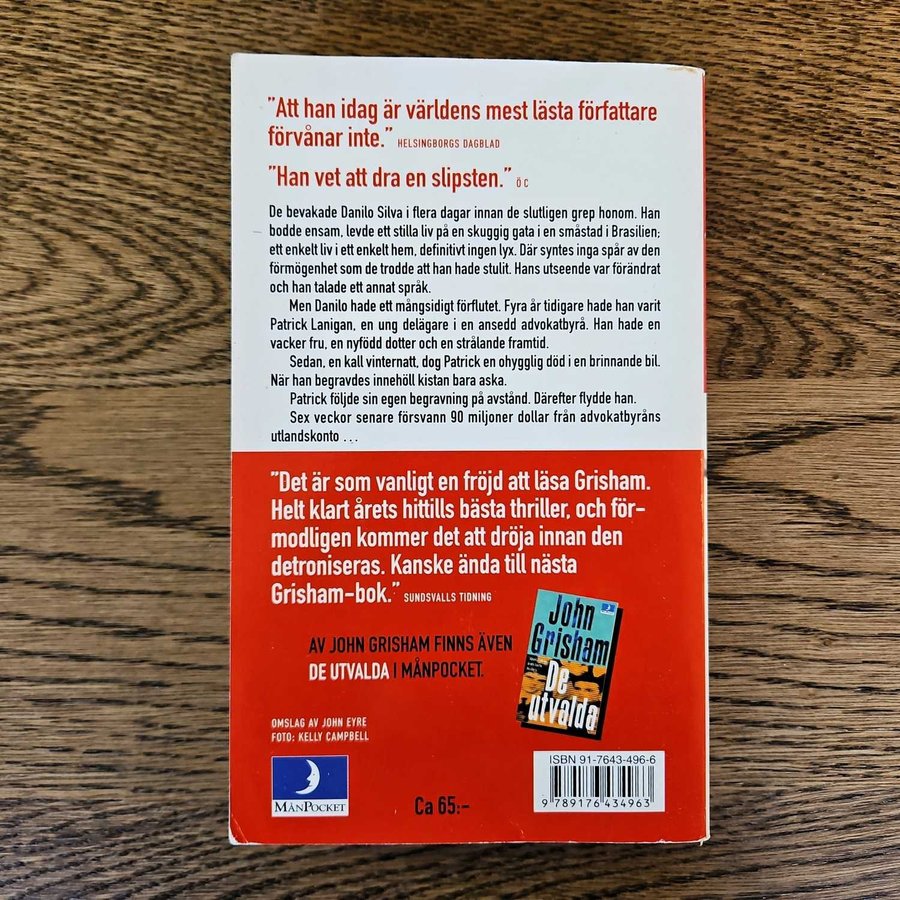 ”Att han idag är världens mest lästa författare
förvånar inte.” HELSINGBORGS DAGBLAD
”Han vet att dra en slipsten.” ÖC
De bevakade Danilo Silva i flera dagar innan de slutligen grep honom. Han
bodde ensam, levde ett stilla liv på en skuggig gata i en småstad i Brasilien;
ett enkelt liv i ett enkelt hem, definitivt ingen lyx. Där syntes inga spår av den
förmögenhet som de trodde att han hade stulit. Hans utseende var förändrat
och han talade ett annat språk.
Men Danilo hade ett mångsidigt förflutet. Fyra år tidigare hade han varit
Patrick Lanigan, en ung delägare i en ansedd advokatbyrå. Han hade en
vacker fru, en nyfödd dotter och en strålande framtid.
Sedan, en kall vinternatt, dog Patrick en ohygglig död i en brinnande bil.
När han begravdes innehöll kistan bara aska.
Patrick följde sin egen begravning på avstånd. Därefter flydde han.
Sex veckor senare försvann 90 miljoner dollar från advokatbyråns
utlandskonto ...
”Det är som vanligt en fröjd att läsa Grisham.
Helt klart årets hittills bästa thriller, och för-
modligen kommer det att dröja innan den
detroniseras. Kanske ända till nästa
Grisham-bok.” SUNDSVALLS TIDNING
AV JOHN GRISHAM FINNS ÄVEN
DE UTVALDA I MÅNPOCKET.
John
Grisham
De
utvalda
OMSLAG AV JOHN EYRE
FOTO: KELLY CAMPBELL
MÅNPOCKET
Ca 65:-
ISBN 91-7643-496-6
9 789176 434963